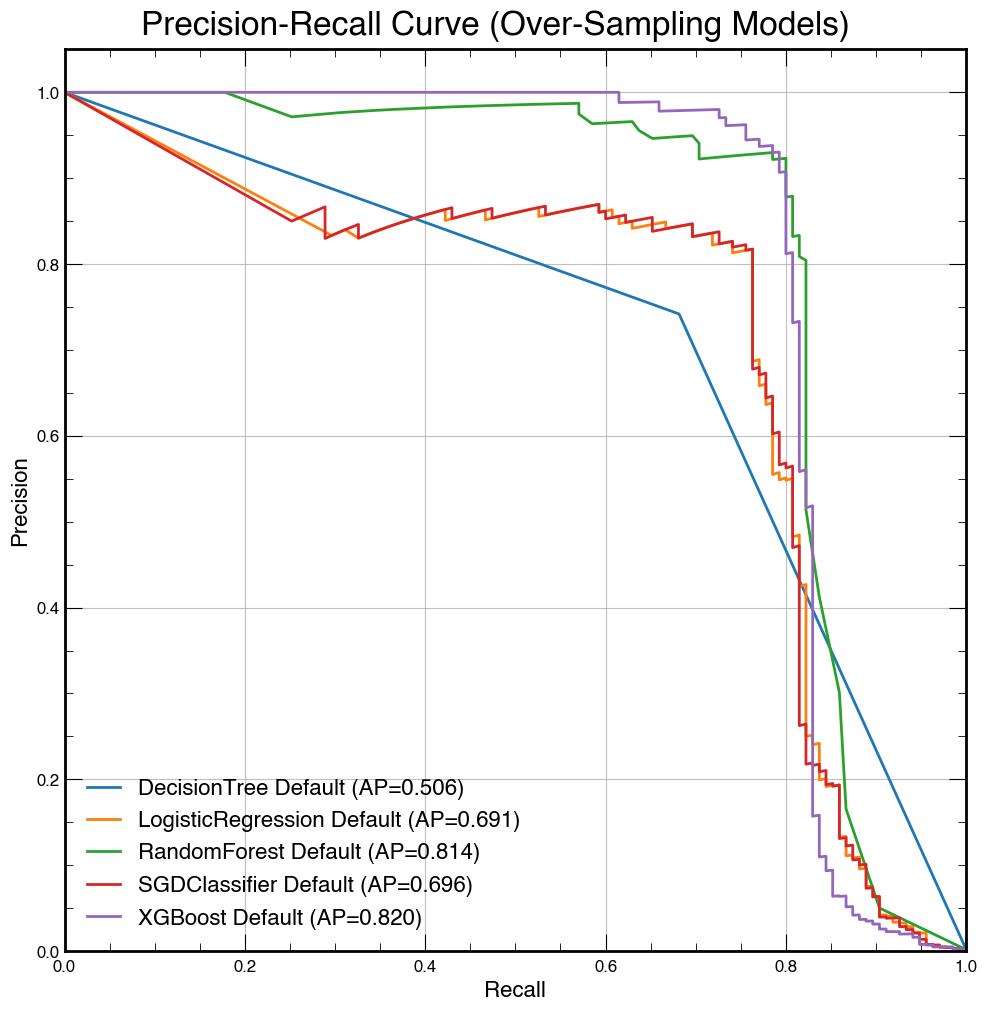 Precision-Recall Curve (Over-Sampling Models)
1.0
0.8
0.6
0.4
0.2
0.0
Precision
DecisionTree Default (AP=0.506)
LogisticRegression Default (AP=0.691)
RandomForest Default (AP=0.814)
SGDClassifier Default (AP=0.696)
XGBoost Default (AP=0.820)
0.0 0.2 0.4 0.6 0.8 1.0
Recall